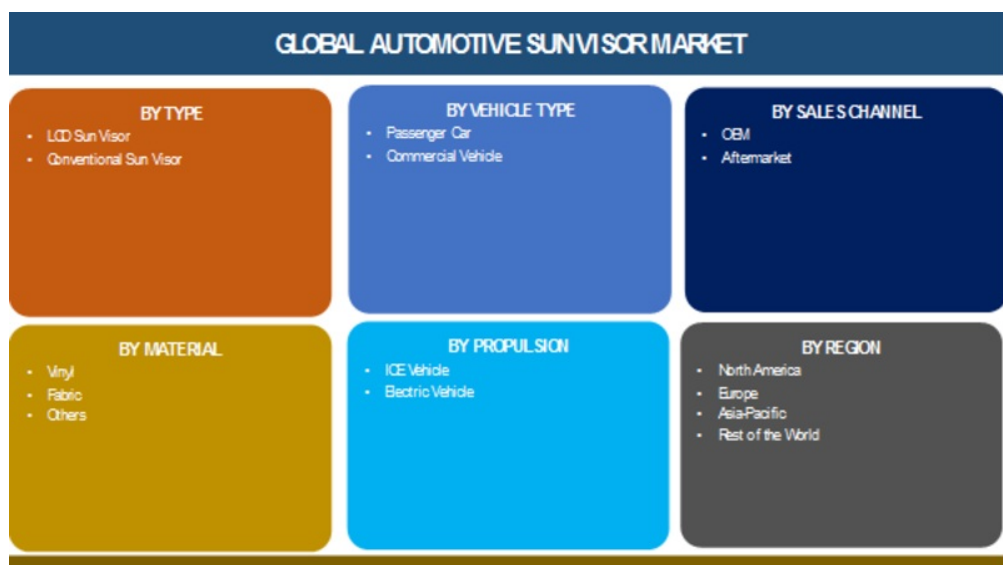 GLOBAL AUTOMOTIVE SUN VISOR MARKET
BY TYPE
• LCD Sun Visor
• Conventional Sun Visor
BY VEHICLE TYPE
• Passenger Car
• Commercial Vehicle
BY SALES CHANNEL
• OEM
• Aftermarket
BY MATERIAL
• Vinyl
• Fabric
• Others
BY PROPULSION
• ICE Vehicle
• Electric Vehicle
BY REGION
• North America
• Europe
• Asia-Pacific
• Rest of the World